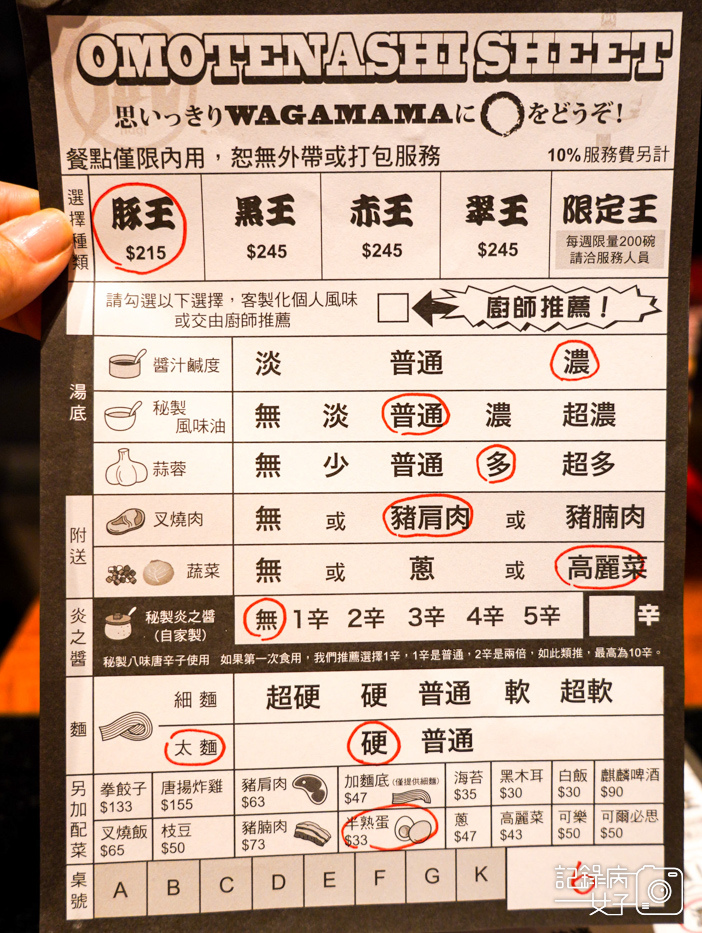 OMOTENASHI SHEET
思いっきりWAGAMAMAに◯をどうぞ!
餐點僅限內用,恕無外帶或打包服務 10%服務費另計
選擇種類
豚王 黒王 赤王 翠王 限定王
$215 $245 $245 $245 每週限量200碗 請洽服務人員
請勾選以下選擇,客製化個人風味
或交由廚師推薦
廚師推薦!
湯底
醬汁鹹度 淡 普通 濃
秘製風味油 無 淡 普通 濃 超濃
蒜蓉 無 少 普通 多 超多
附送
叉燒肉 無 或 豬肩肉 或 豬腩肉
蔬菜 無 或 蔥 或 高麗菜
炎之醬
秘製炎之醬 (自家製) 無 1辛 2辛 3辛 4辛 5辛 辛
秘製八味唐辛子使用 如果第一次食用,我們推薦選擇1辛,1辛是普通,2辛是兩倍,如此類推,最高為10辛。
麵
細麵 超硬 硬 普通 軟 超軟
太麵 硬 普通
另加配菜
拳餃子 唐揚炸雞 豬肩肉 加麵底(僅提供細麵) 海苔 黑木耳 白飯 麒麟啤酒
$133 $155 $63 $47 $35 $30 $30 $90
叉燒飯 枝豆 豬腩肉 半熟蛋 蔥 高麗菜 可樂 可爾必思
$65 $50 $73 $33 $47 $43 $50 $50
桌號 A B C D E F G K
記錄病女子